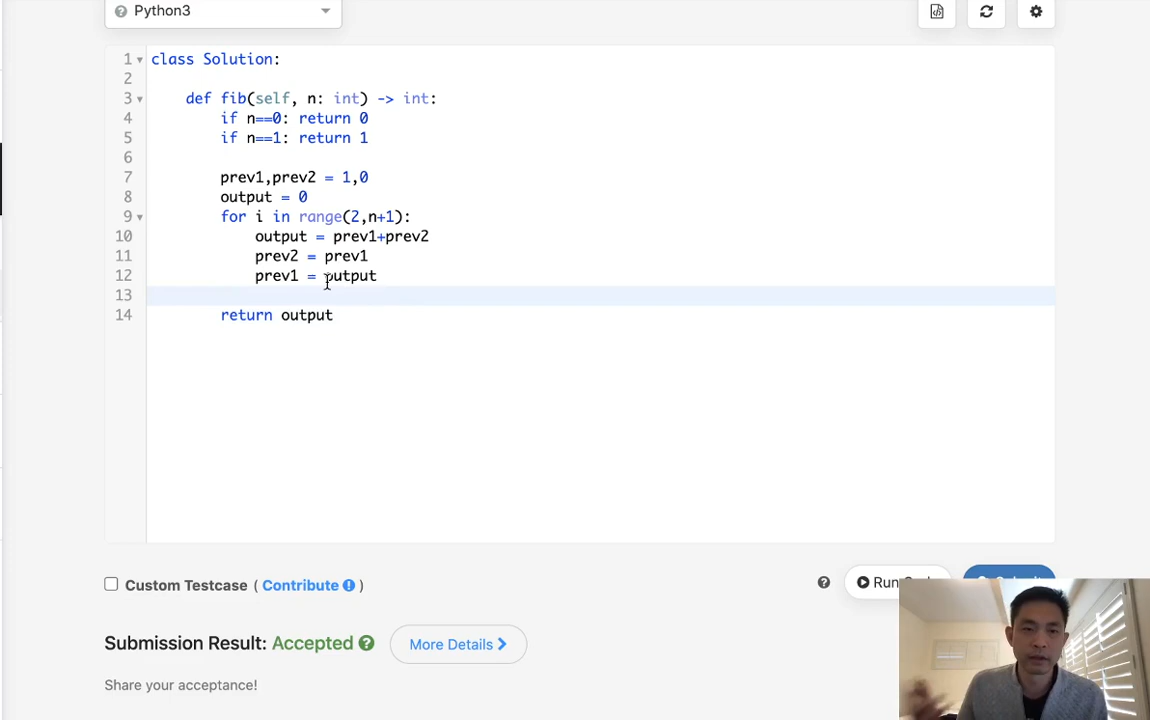 Python3
1 class Solution:
2
3 def fib(self, n: int) -> int:
4 if n==0: return 0
5 if n==1: return 1
6
7 prev1,prev2 = 1,0
8 output = 0
9 for i in range(2,n+1):
10 output = prev1+prev2
11 prev2 = prev1
12 prev1 = output
13
14 return output
Custom Testcase ( Contribute )
Run
Submission Result: Accepted
More Details
Share your acceptance!